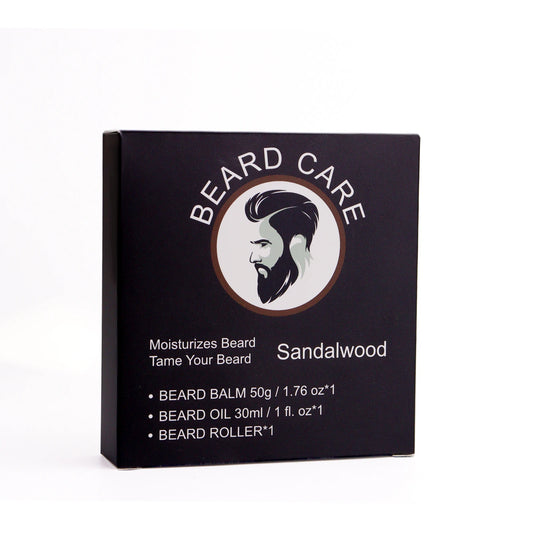 BEARD CARE
Moisturizes Beard
Tame Your Beard
Sandalwood
• BEARD BALM 50g / 1.76 oz*1
• BEARD OIL 30ml / 1 fl. oz*1
• BEARD ROLLER*1